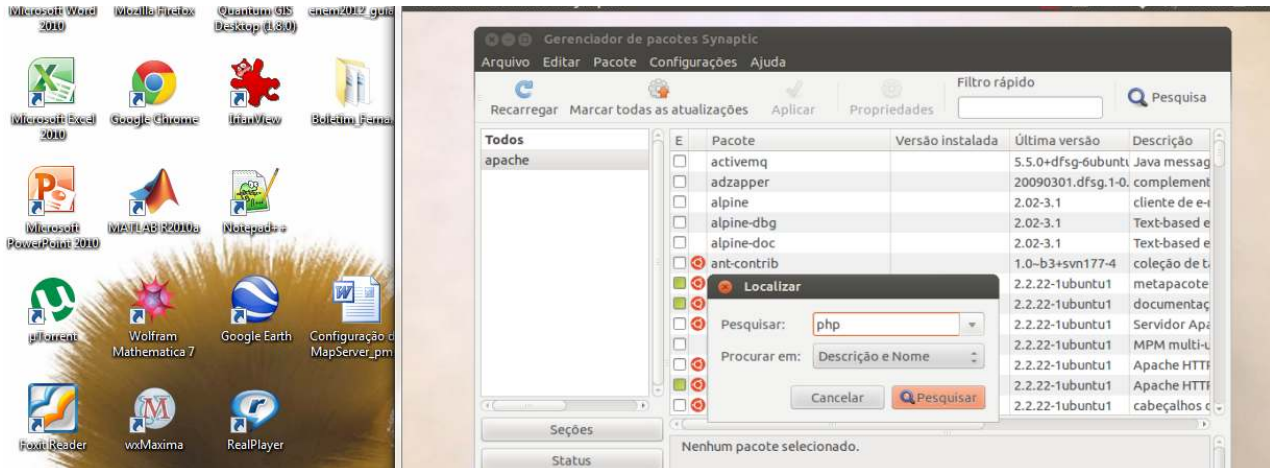 Microsoft Word
2010
Mozilla Firefox
Quantum GIS
Desktop (1.8.0)
enem2012_guia
Microsoft Excel
2010
Google Chrome
IrfanView
Boletim_Ferna
Microsoft
PowerPoint 2010
MATLAB R2010a
Notepad++
µTorrent
Wolfram
Mathematica 7
Google Earth
Configuração d
MapServer_pm
Foxit Reader
wxMaxima
RealPlayer
Gerenciador de pacotes Synaptic
Arquivo Editar Pacote Configurações Ajuda
Filtro rápido
Recarregar Marcar todas as atualizações Aplicar Propriedades Pesquisa
Todos
apache
E Pacote Versão instalada Última versão Descrição
activemq 5.5.0+dfsg-6ubuntu Java messag
adzapper 20090301.dfsg.1-0. complement
alpine 2.02-3.1 cliente de e-
alpine-dbg 2.02-3.1 Text-based e
alpine-doc 2.02-3.1 Text-based e
ant-contrib 1.0~b3+svn177-4 coleção de t
2.2.22-1ubuntu1 metapacote
2.2.22-1ubuntu1 documentaç
2.2.22-1ubuntu1 Servidor Apa
2.2.22-1ubuntu1 MPM multi-u
2.2.22-1ubuntu1 Apache HTT
2.2.22-1ubuntu1 Apache HTT
2.2.22-1ubuntu1 cabeçalhos d
Localizar
Pesquisar: php
Procurar em: Descrição e Nome
Cancelar Pesquisar
Seções
Status
Nenhum pacote selecionado.